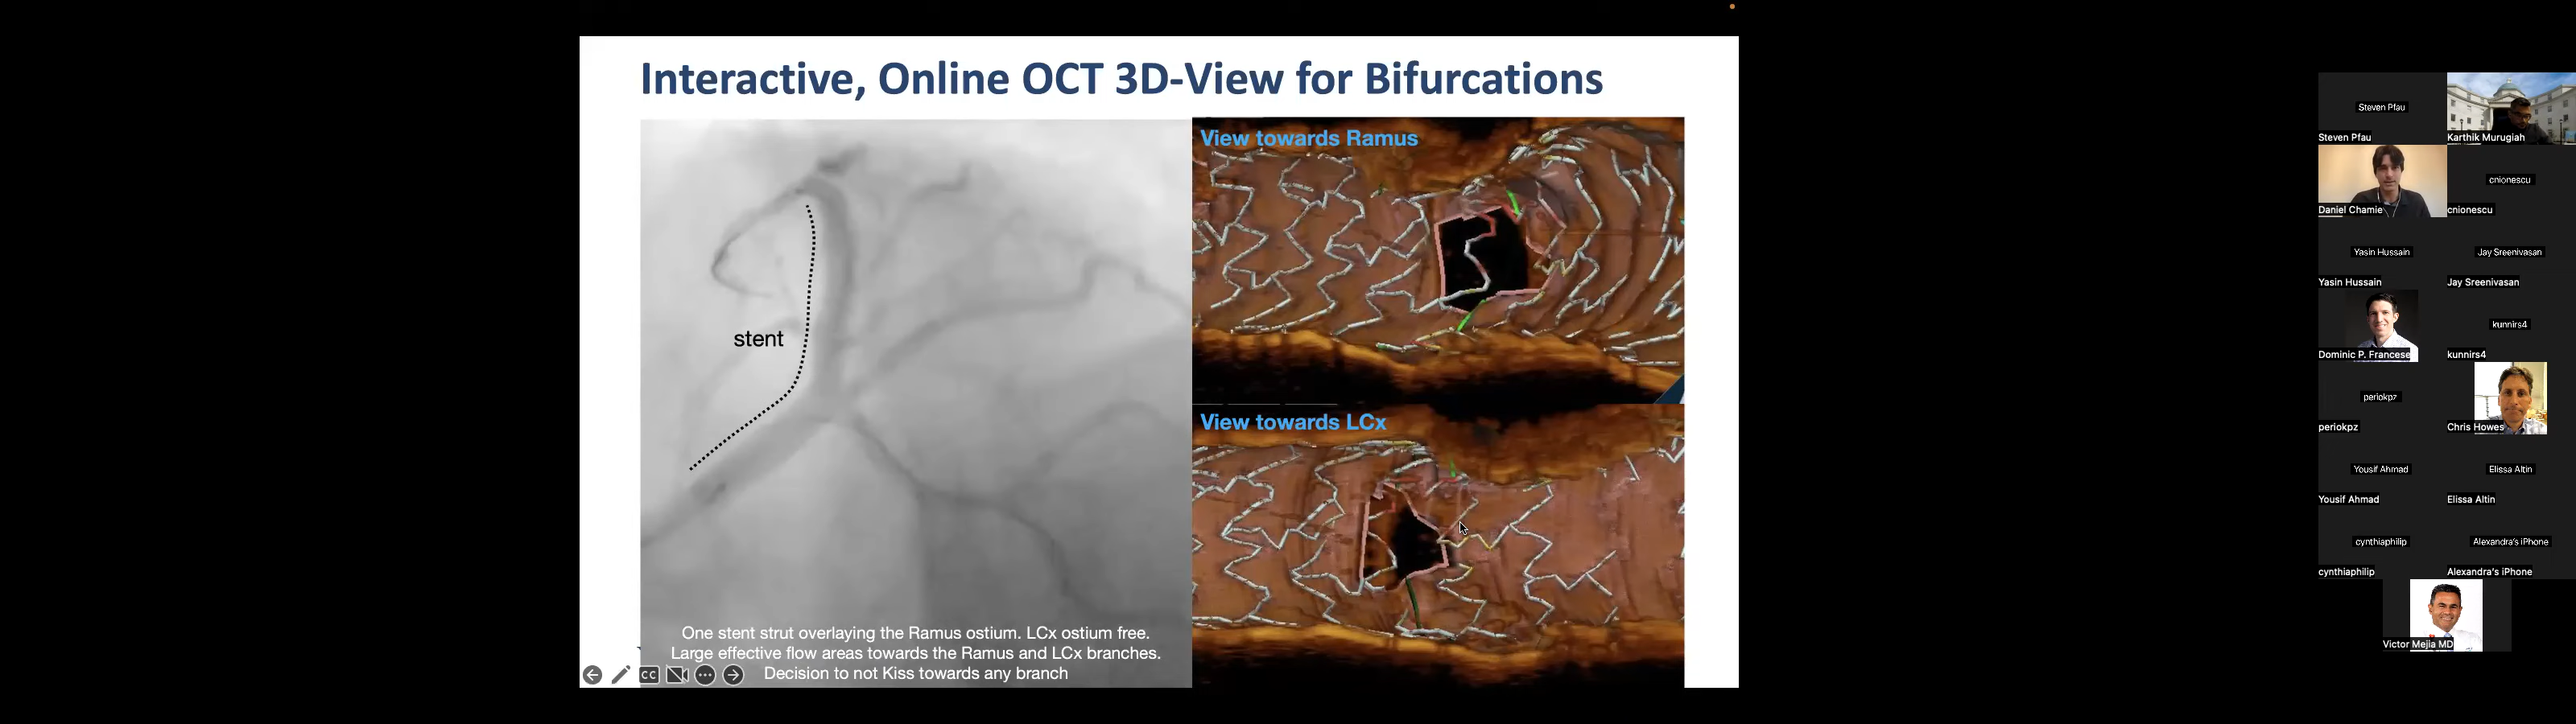 Interactive, Online OCT 3D-View for Bifurcations
stent
View towards Ramus
View towards LCx
One stent strut overlaying the Ramus ostium. LCx ostium free.
Large effective flow areas towards the Ramus and LCx branches.
Decision to not Kiss towards any branch
CC
Steven Pfau
Steven Pfau
Karthik Murugiah
Daniel Chamie
cnionescu
cnionescu
Yasin Hussain
Yasin Hussain
Jay Sreenivasan
Jay Sreenivasan
Dominic P. Francese
kunnirs4
kunnirs4
periokpz
periokpz
Chris Howes
Yousif Ahmad
Yousif Ahmad
Elissa Altin
Elissa Altin
cynthiaphilip
cynthiaphilip
Alexandra's iPhone
Alexandra's iPhone
Victor Mejia MD